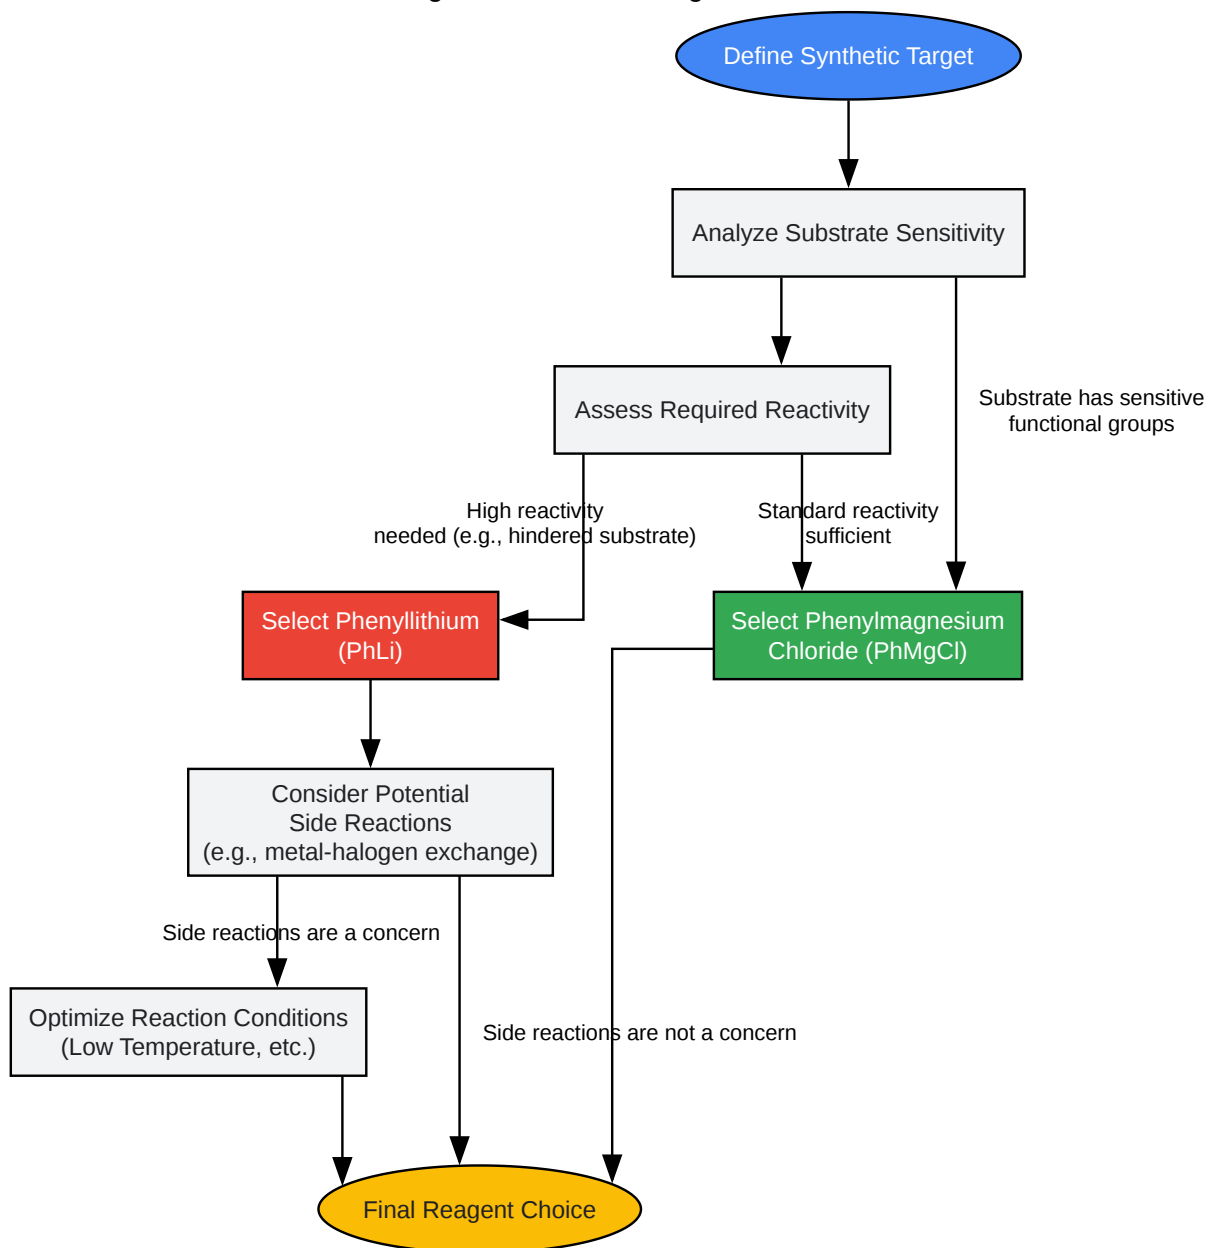 Define Synthetic Target
Analyze Substrate Sensitivity
Assess Required Reactivity
Substrate has sensitive
functional groups
High reactivity
needed (e.g., hindered substrate)
Standard reactivity
sufficient
Select Phenyllithium
(PhLi)
Select Phenylmagnesium
Chloride (PhMgCl)
Consider Potential
Side Reactions
(e.g., metal-halogen exchange)
Side reactions are a concern
Optimize Reaction Conditions
(Low Temperature, etc.)
Side reactions are not a concern
Final Reagent Choice